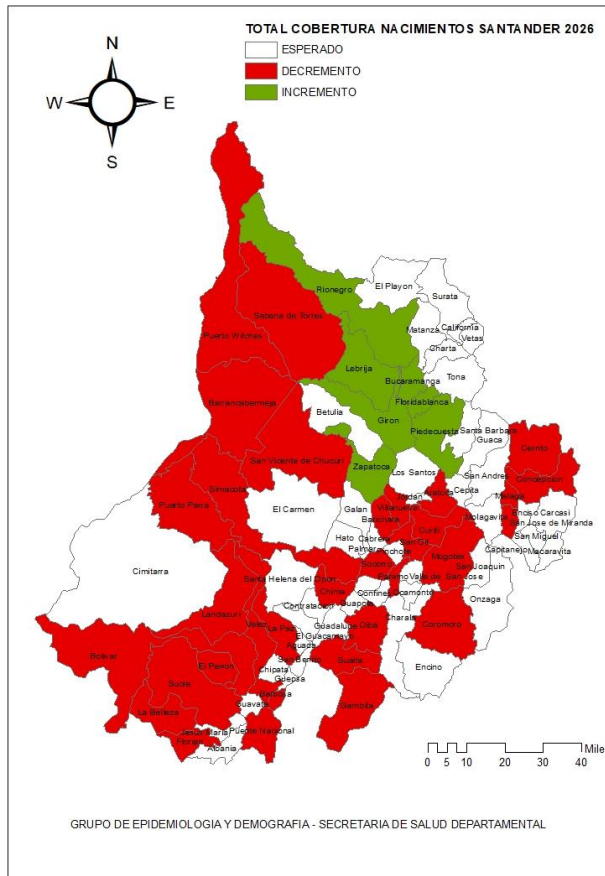 TOTAL COBERTURA NACIMIENTOS SANTANDER 2026
ESPERADO
DECREMENTO
INCREMENTO
N
W
E
S
Rionegro
El Playon
Surata
Sabana de Torres
Matanza
California
Vetas
Puerto Wilches
Charta
Lebrija
Tona
Bucaramanga
Barrancabermeja
Floridablanca
Betulia
Giron
Piedecuesta
Santa Barbara
Guaca
Cerrito
San Vicente de Chucuri
Zapatoca
Los Santos
San Andres
Concepcion
Simacota
Cepita
Malaga
Puerto Parra
El Carmen
Galan
Jordan
Villanueva
Barichara
Molagavita
Enciso
Carcasi
San Jose de Miranda
Hato
Cabrera
Curiti
San Gil
San Miguel
Palmar
Pinchote
Mogotes
Capitanejo
Macaravita
Cimitarra
Socorro
San Joaquin
Santa Helena del Opon
Chima
Paramo
Valle de San Jose
Confines
Ocamonte
Onzaga
Contratacion
Guapota
Landazuri
Velez
La Paz
Guadalupe
Oiba
Charala
Coromoro
El Guacamayo
Aguada
Bolivar
El Penon
San Benito
Suaita
Encino
Chipata
Guepsa
Sucre
Barbosa
Guavata
Gambita
La Belleza
Jesus Maria
Puente Nacional
Florian
Albania
Mile
0 5 10 20 30 40
GRUPO DE EPIDEMIOLOGIA Y DEMOGRAFIA - SECRETARIA DE SALUD DEPARTAMENTAL